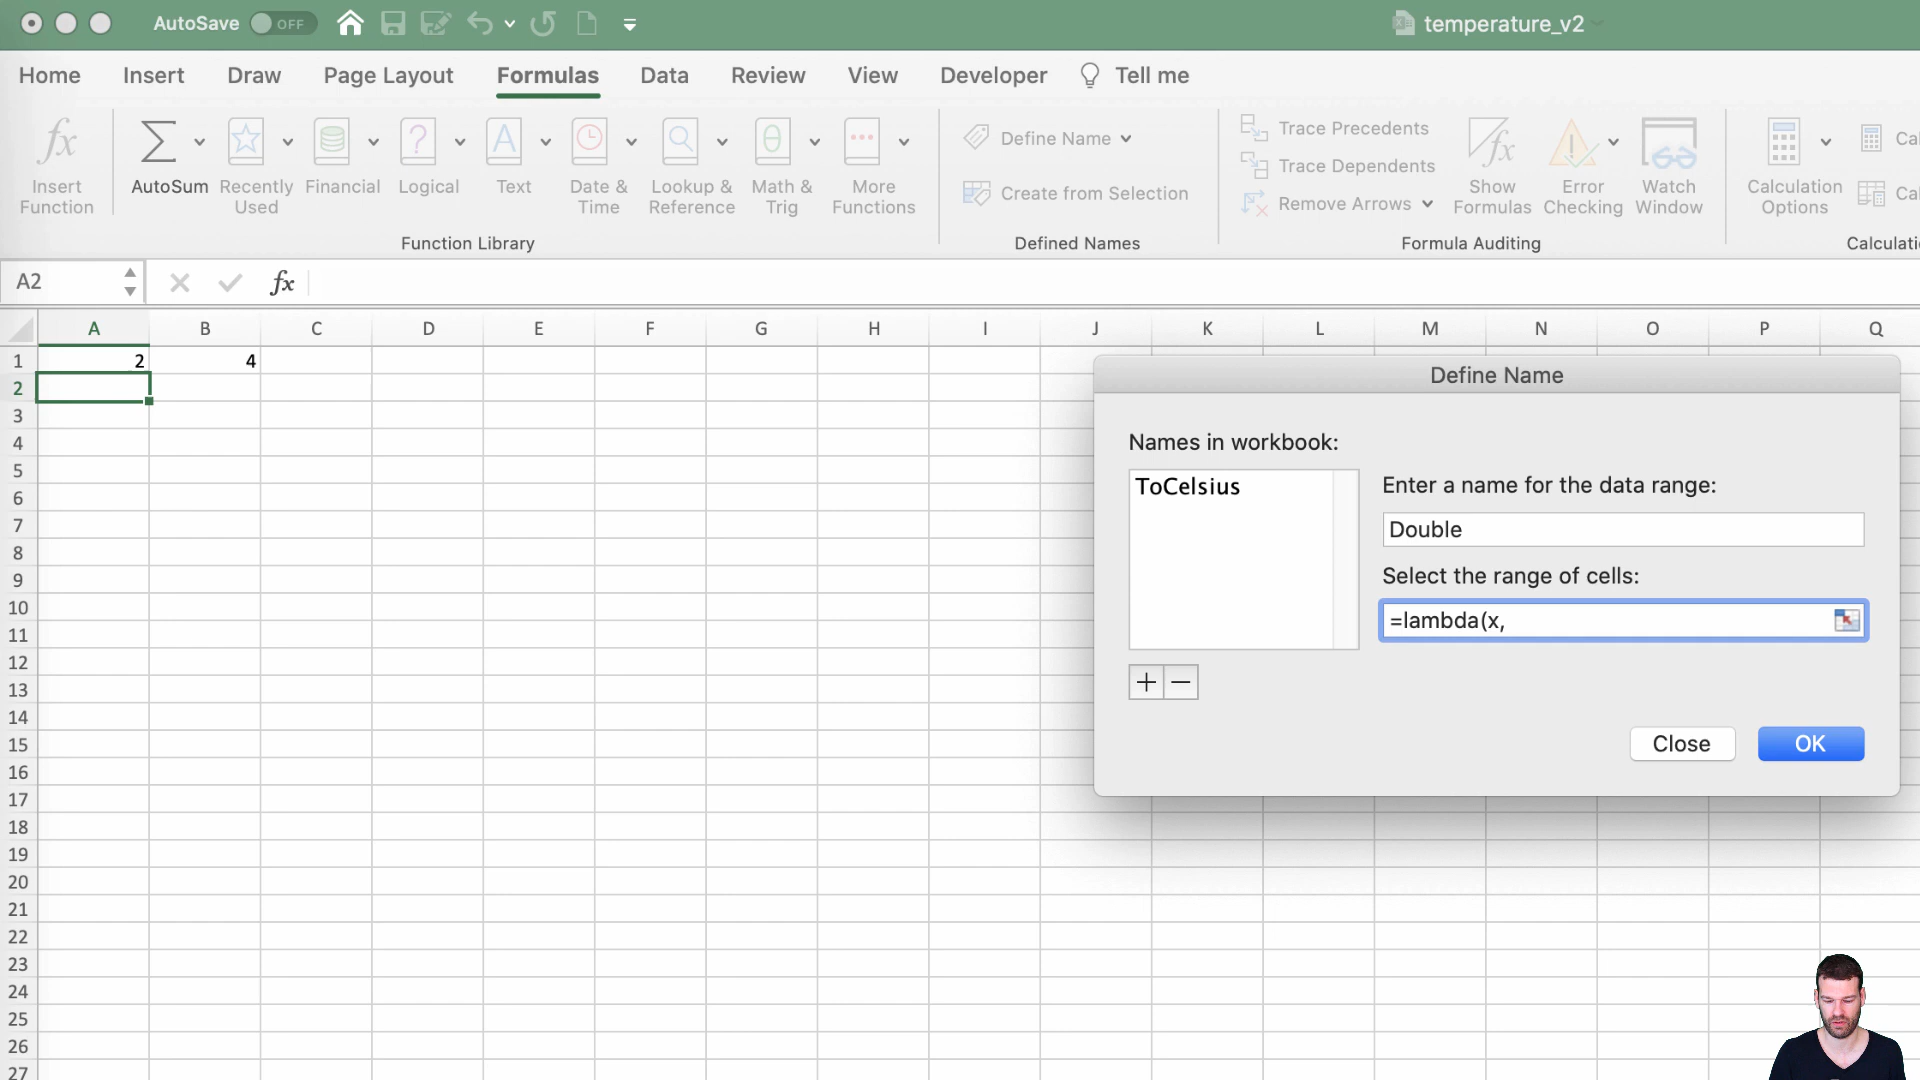 AutoSave OFF temperature_v2
Home Insert Draw Page Layout Formulas Data Review View Developer Tell me
fx Insert Function
AutoSum
Recently Used
Financial
Logical
Text
Date & Time
Lookup & Reference
Math & Trig
More Functions
Function Library
Define Name
Create from Selection
Defined Names
Trace Precedents
Trace Dependents
Remove Arrows
Show Formulas
Error Checking
Watch Window
Formula Auditing
Calculation Options
Cal
Cal
Calculati
A2 fx
A B C D E F G H I J K L M N O P Q
1 2 4
2
3
4
5
6
7
8
9
10
11
12
13
14
15
16
17
18
19
20
21
22
23
24
25
26
27
Define Name
Names in workbook:
ToCelsius
Enter a name for the data range:
Double
Select the range of cells:
=lambda(x,
+ −
Close OK